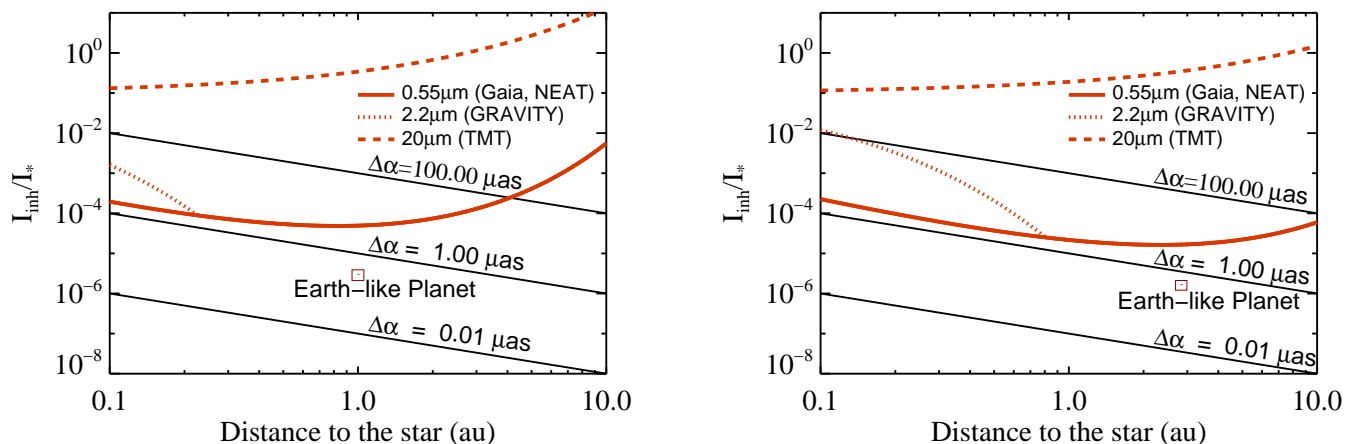 10⁰
10⁻²
10⁻⁴
10⁻⁶
10⁻⁸
I_inh/I_*
0.55μm (Gaia, NEAT)
2.2μm (GRAVITY)
20μm (TMT)
Δα=100.00 μas
Δα = 1.00 μas
Earth−like Planet
Δα = 0.01 μas
0.1
1.0
10.0
Distance to the star (au)
10⁰
10⁻²
10⁻⁴
10⁻⁶
10⁻⁸
I_inh/I_*
0.55μm (Gaia, NEAT)
2.2μm (GRAVITY)
20μm (TMT)
Δα=100.00 μas
Δα = 1.00 μas
Earth−like Planet
Δα = 0.01 μas
0.1
1.0
10.0
Distance to the star (au)